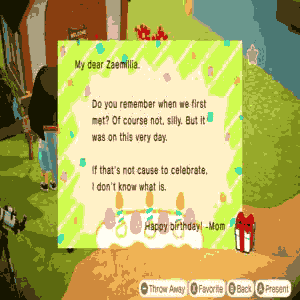 My dear Zaemillia.
Do you remember when we first
met? Of course not, silly. But it
was on this very day.
If that's not cause to celebrate,
I don't know what is.
Happy birthday! -Mom
Throw Away Favorite Back Present